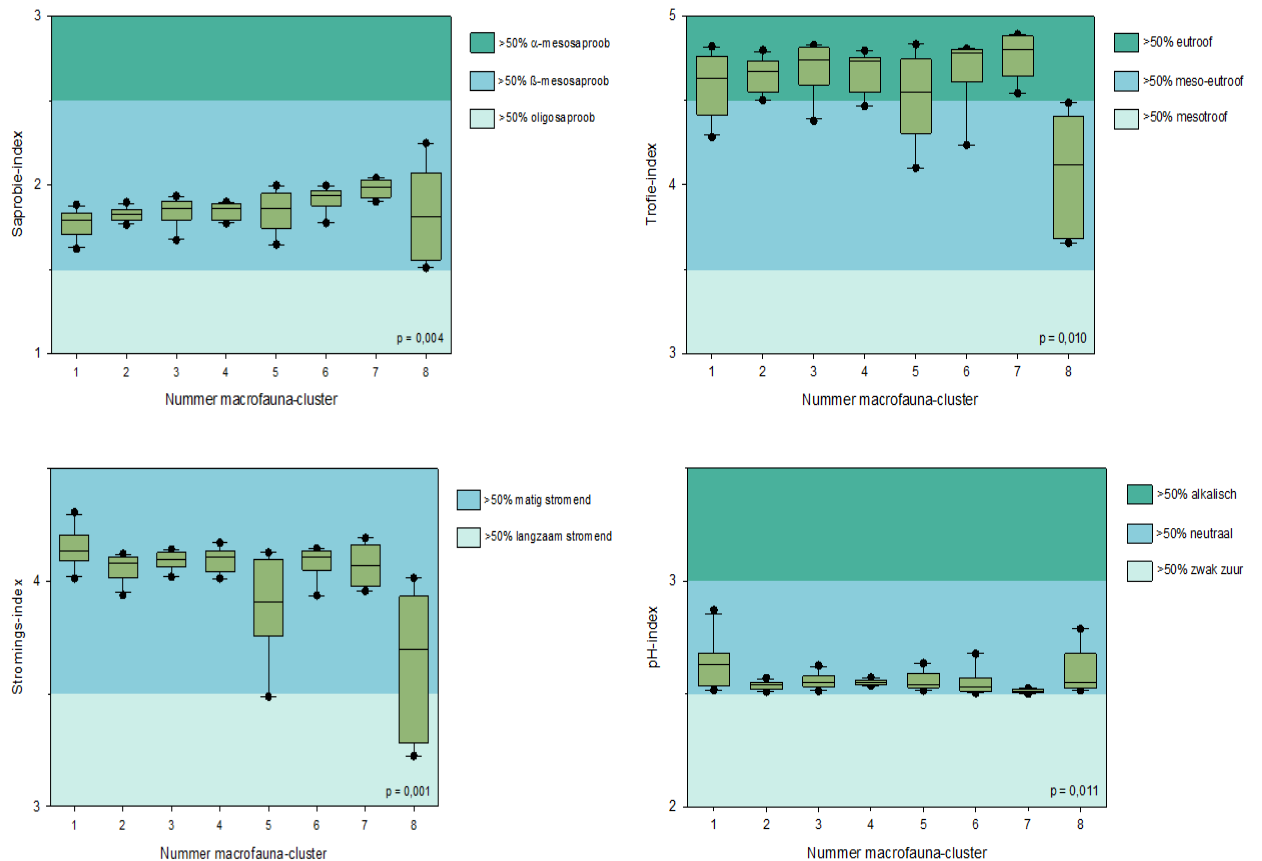 3
2
1
Saprobie-index
1 2 3 4 5 6 7 8
Nummer macrofauna-cluster
p = 0,004
>50% α-mesosaproob
>50% ß-mesosaproob
>50% oligosaproob
5
4
3
Trofie-index
1 2 3 4 5 6 7 8
Nummer macrofauna-cluster
p = 0,010
>50% eutroof
>50% meso-eutroof
>50% mesotroof
4
3
Stromings-index
1 2 3 4 5 6 7 8
Nummer macrofauna-cluster
p = 0,001
>50% matig stromend
>50% langzaam stromend
3
2
pH-index
1 2 3 4 5 6 7 8
Nummer macrofauna-cluster
p = 0,011
>50% alkalisch
>50% neutraal
>50% zwak zuur